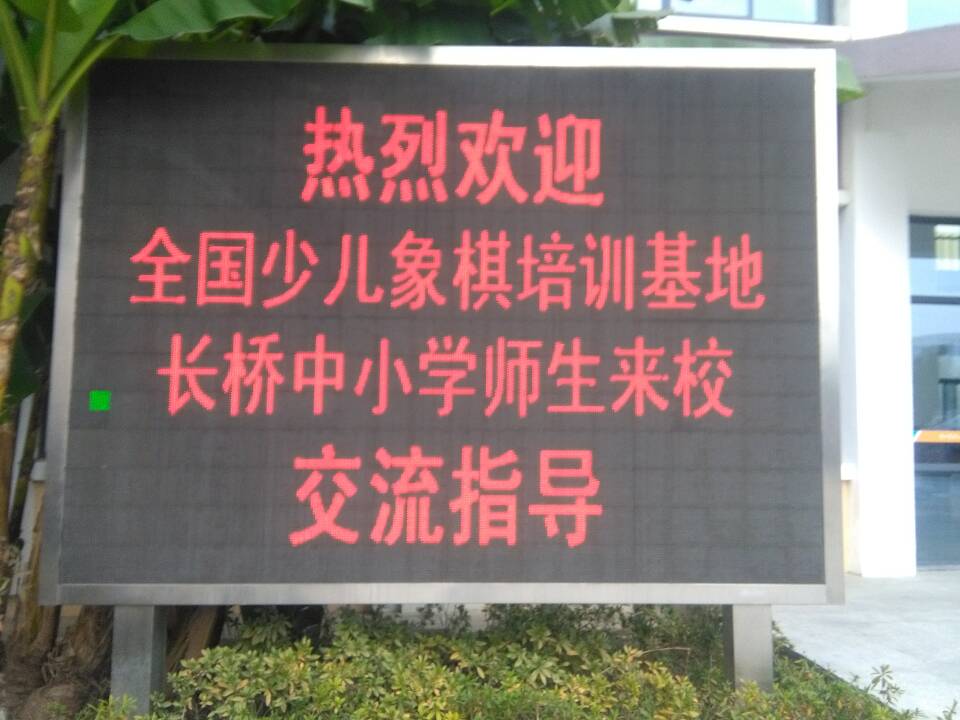 热烈欢迎
全国少儿象棋培训基地
长桥中小学师生来校
交流指导